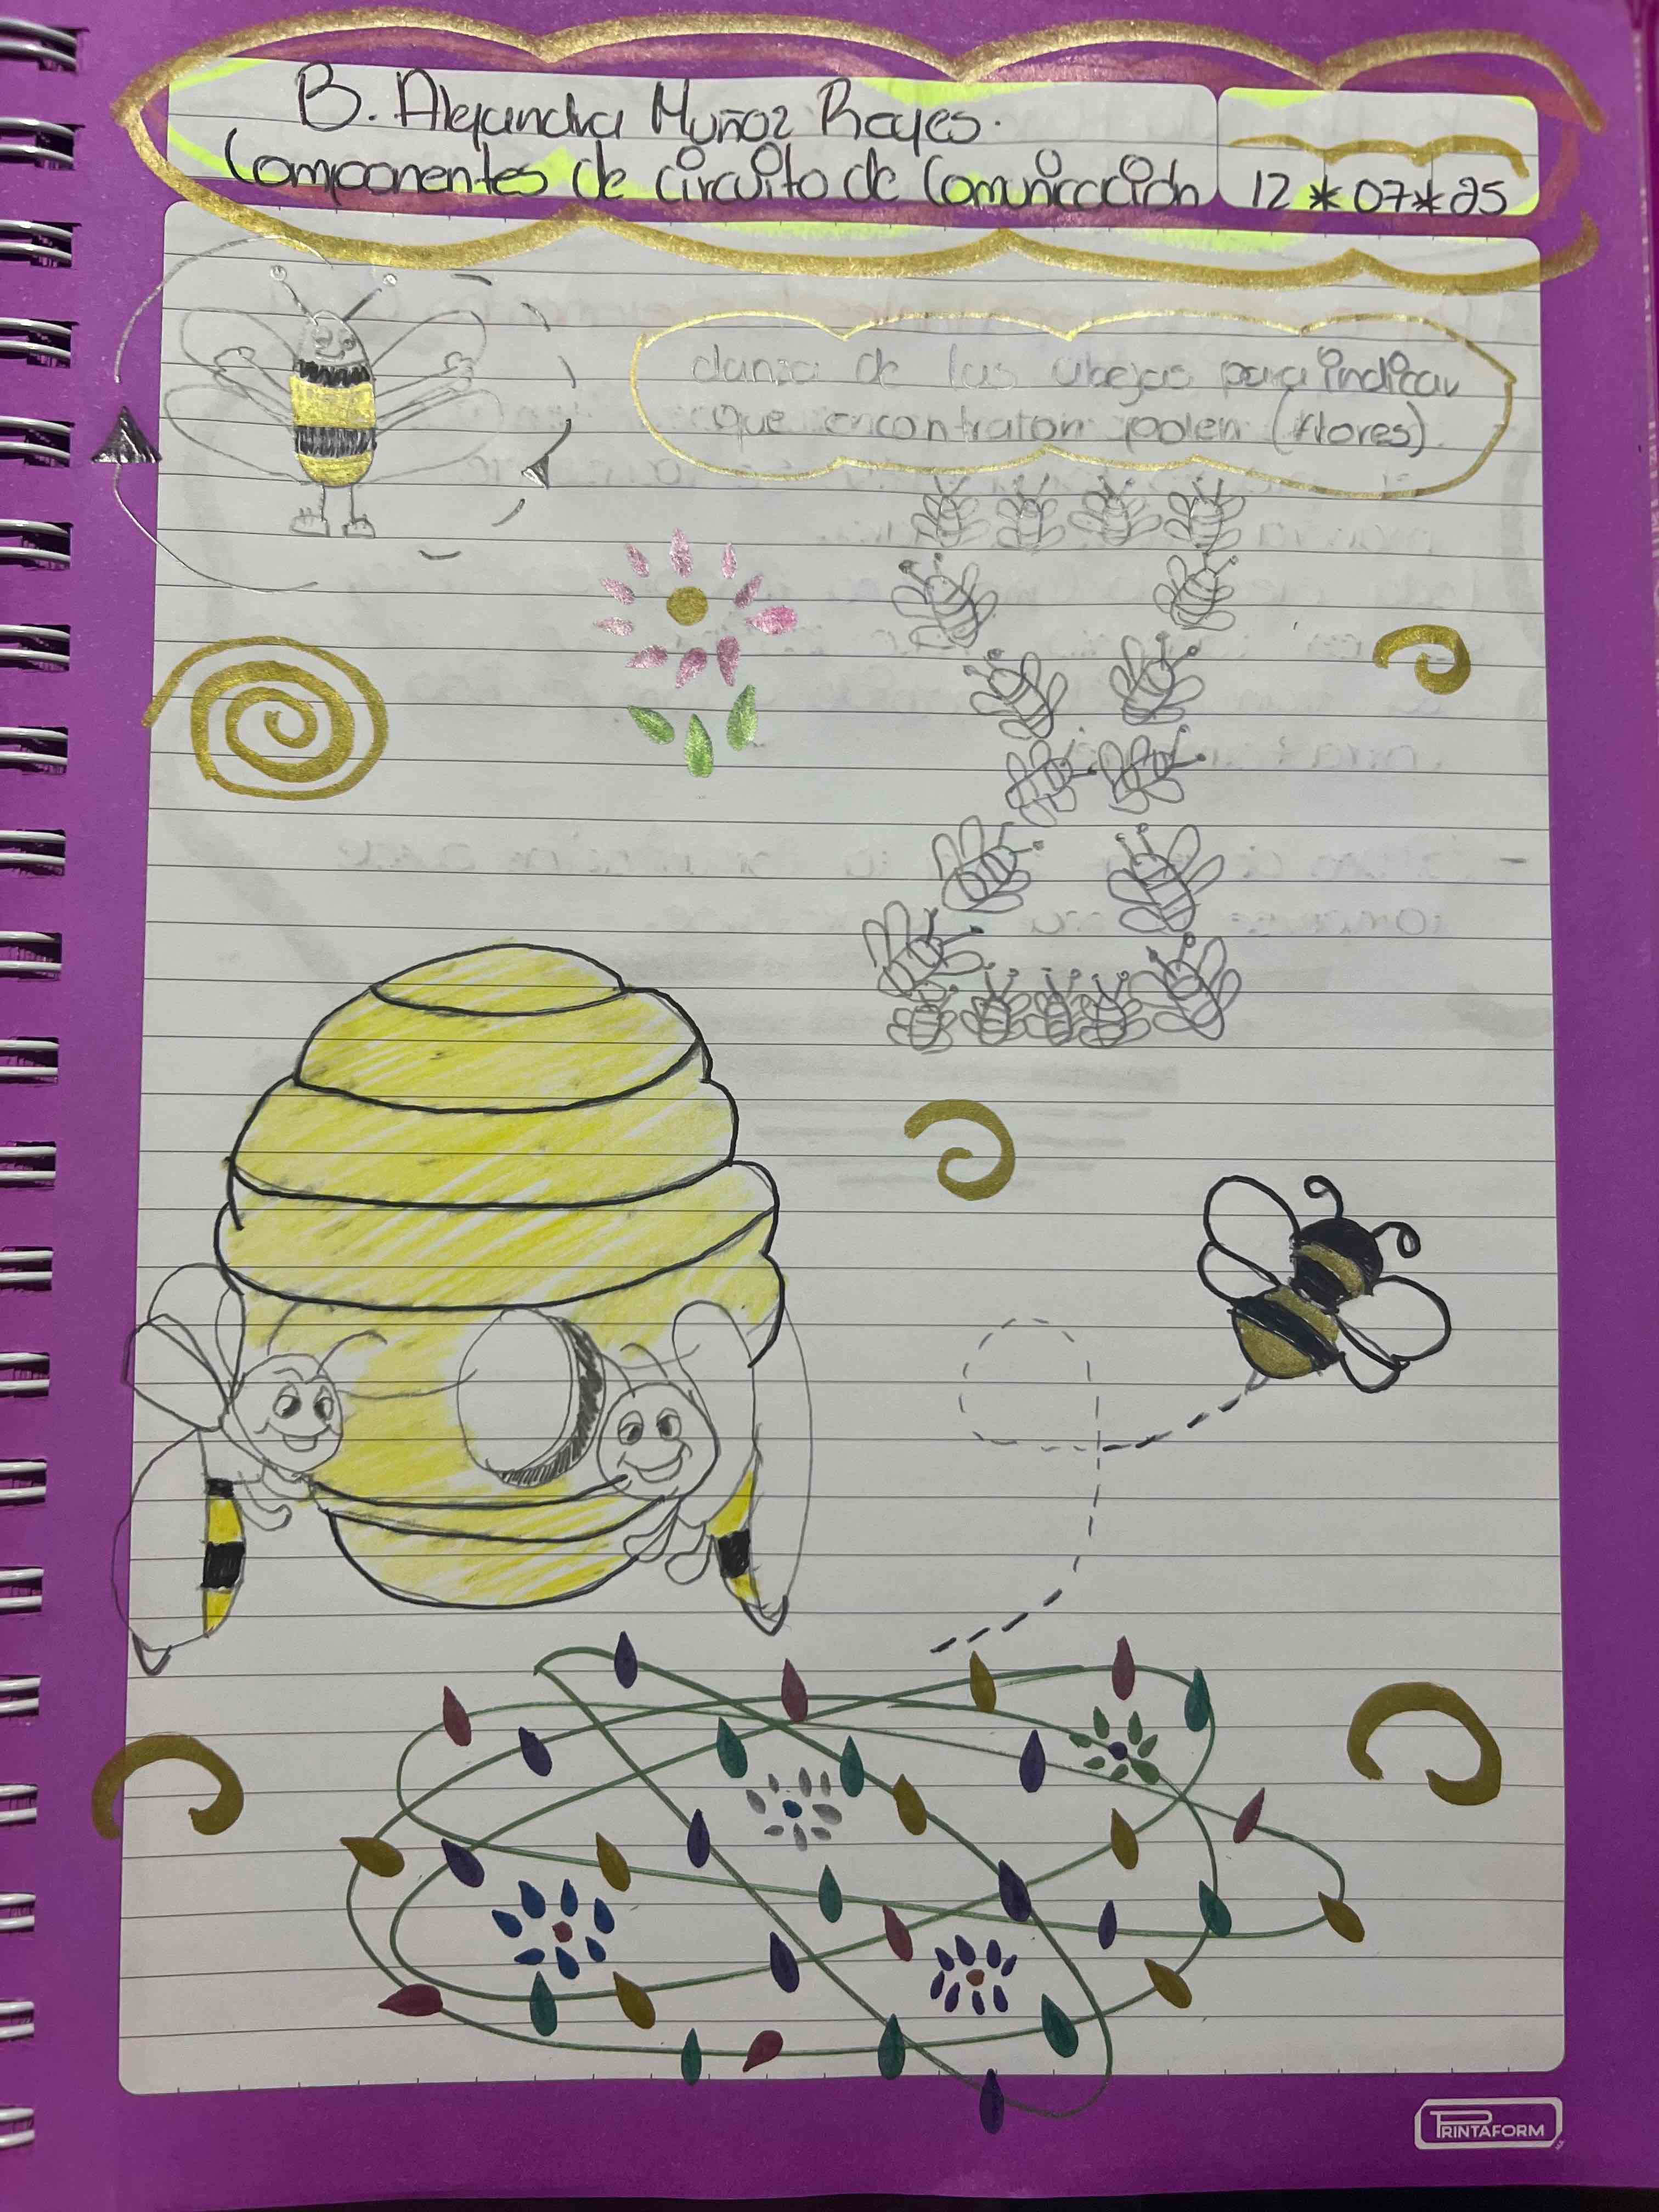 B. Alejandra Muñoz Reyes.
Componentes de circuito de Comunicación
12*07*25
danza de las abejas para indicar
que encontraron polen (flores)
PRINTAFORM